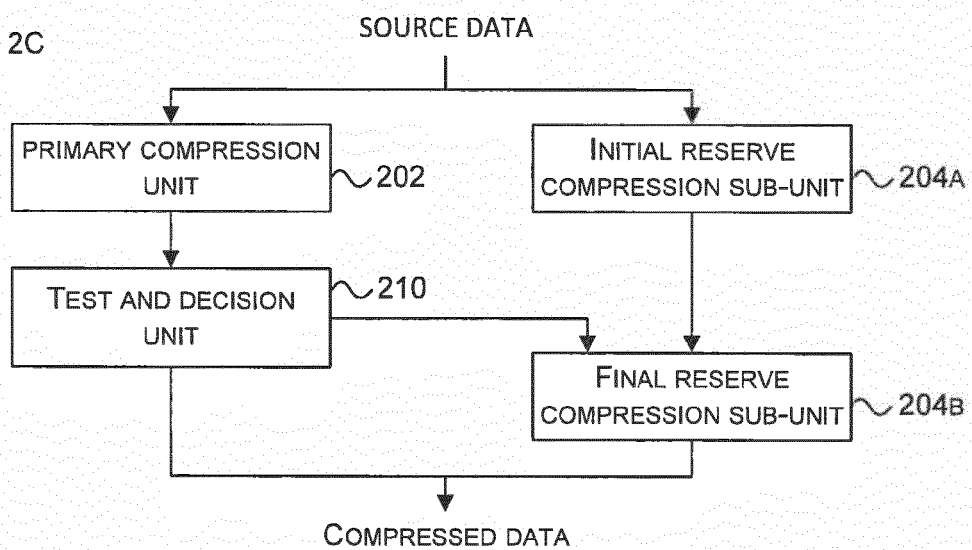 2C
SOURCE DATA
PRIMARY COMPRESSION
UNIT
202
INITIAL RESERVE
COMPRESSION SUB-UNIT
204A
TEST AND DECISION
UNIT
210
FINAL RESERVE
COMPRESSION SUB-UNIT
204B
COMPRESSED DATA